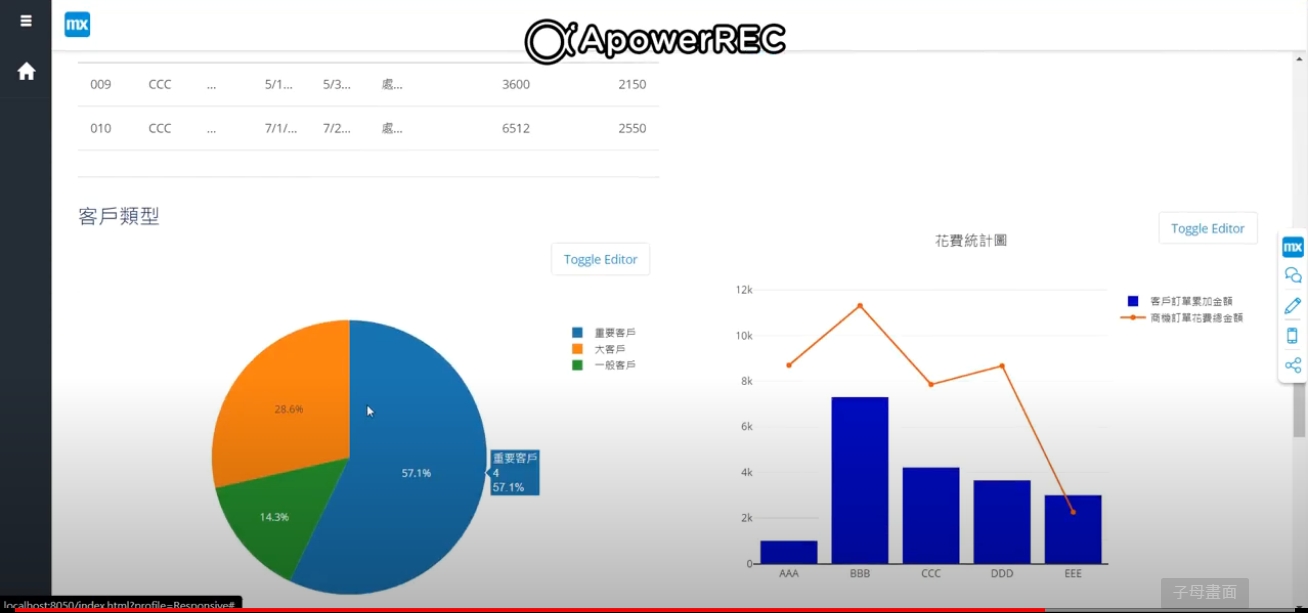 mx
ApowerREC
009 CCC ... 5/1... 5/3... 處... 3600 2150
010 CCC ... 7/1/... 7/2... 處... 6512 2550
客戶類型
Toggle Editor
重要客戶
大客戶
一般客戶
28.6%
57.1%
14.3%
重要客戶
4
57.1%
Toggle Editor
花費統計圖
客戶訂單累加金額
商機訂單花費總金額
12k
10k
8k
6k
4k
2k
0
AAA BBB CCC DDD EEE
mx
子母畫面
localhost:8050/index.html?profile=Responsive#